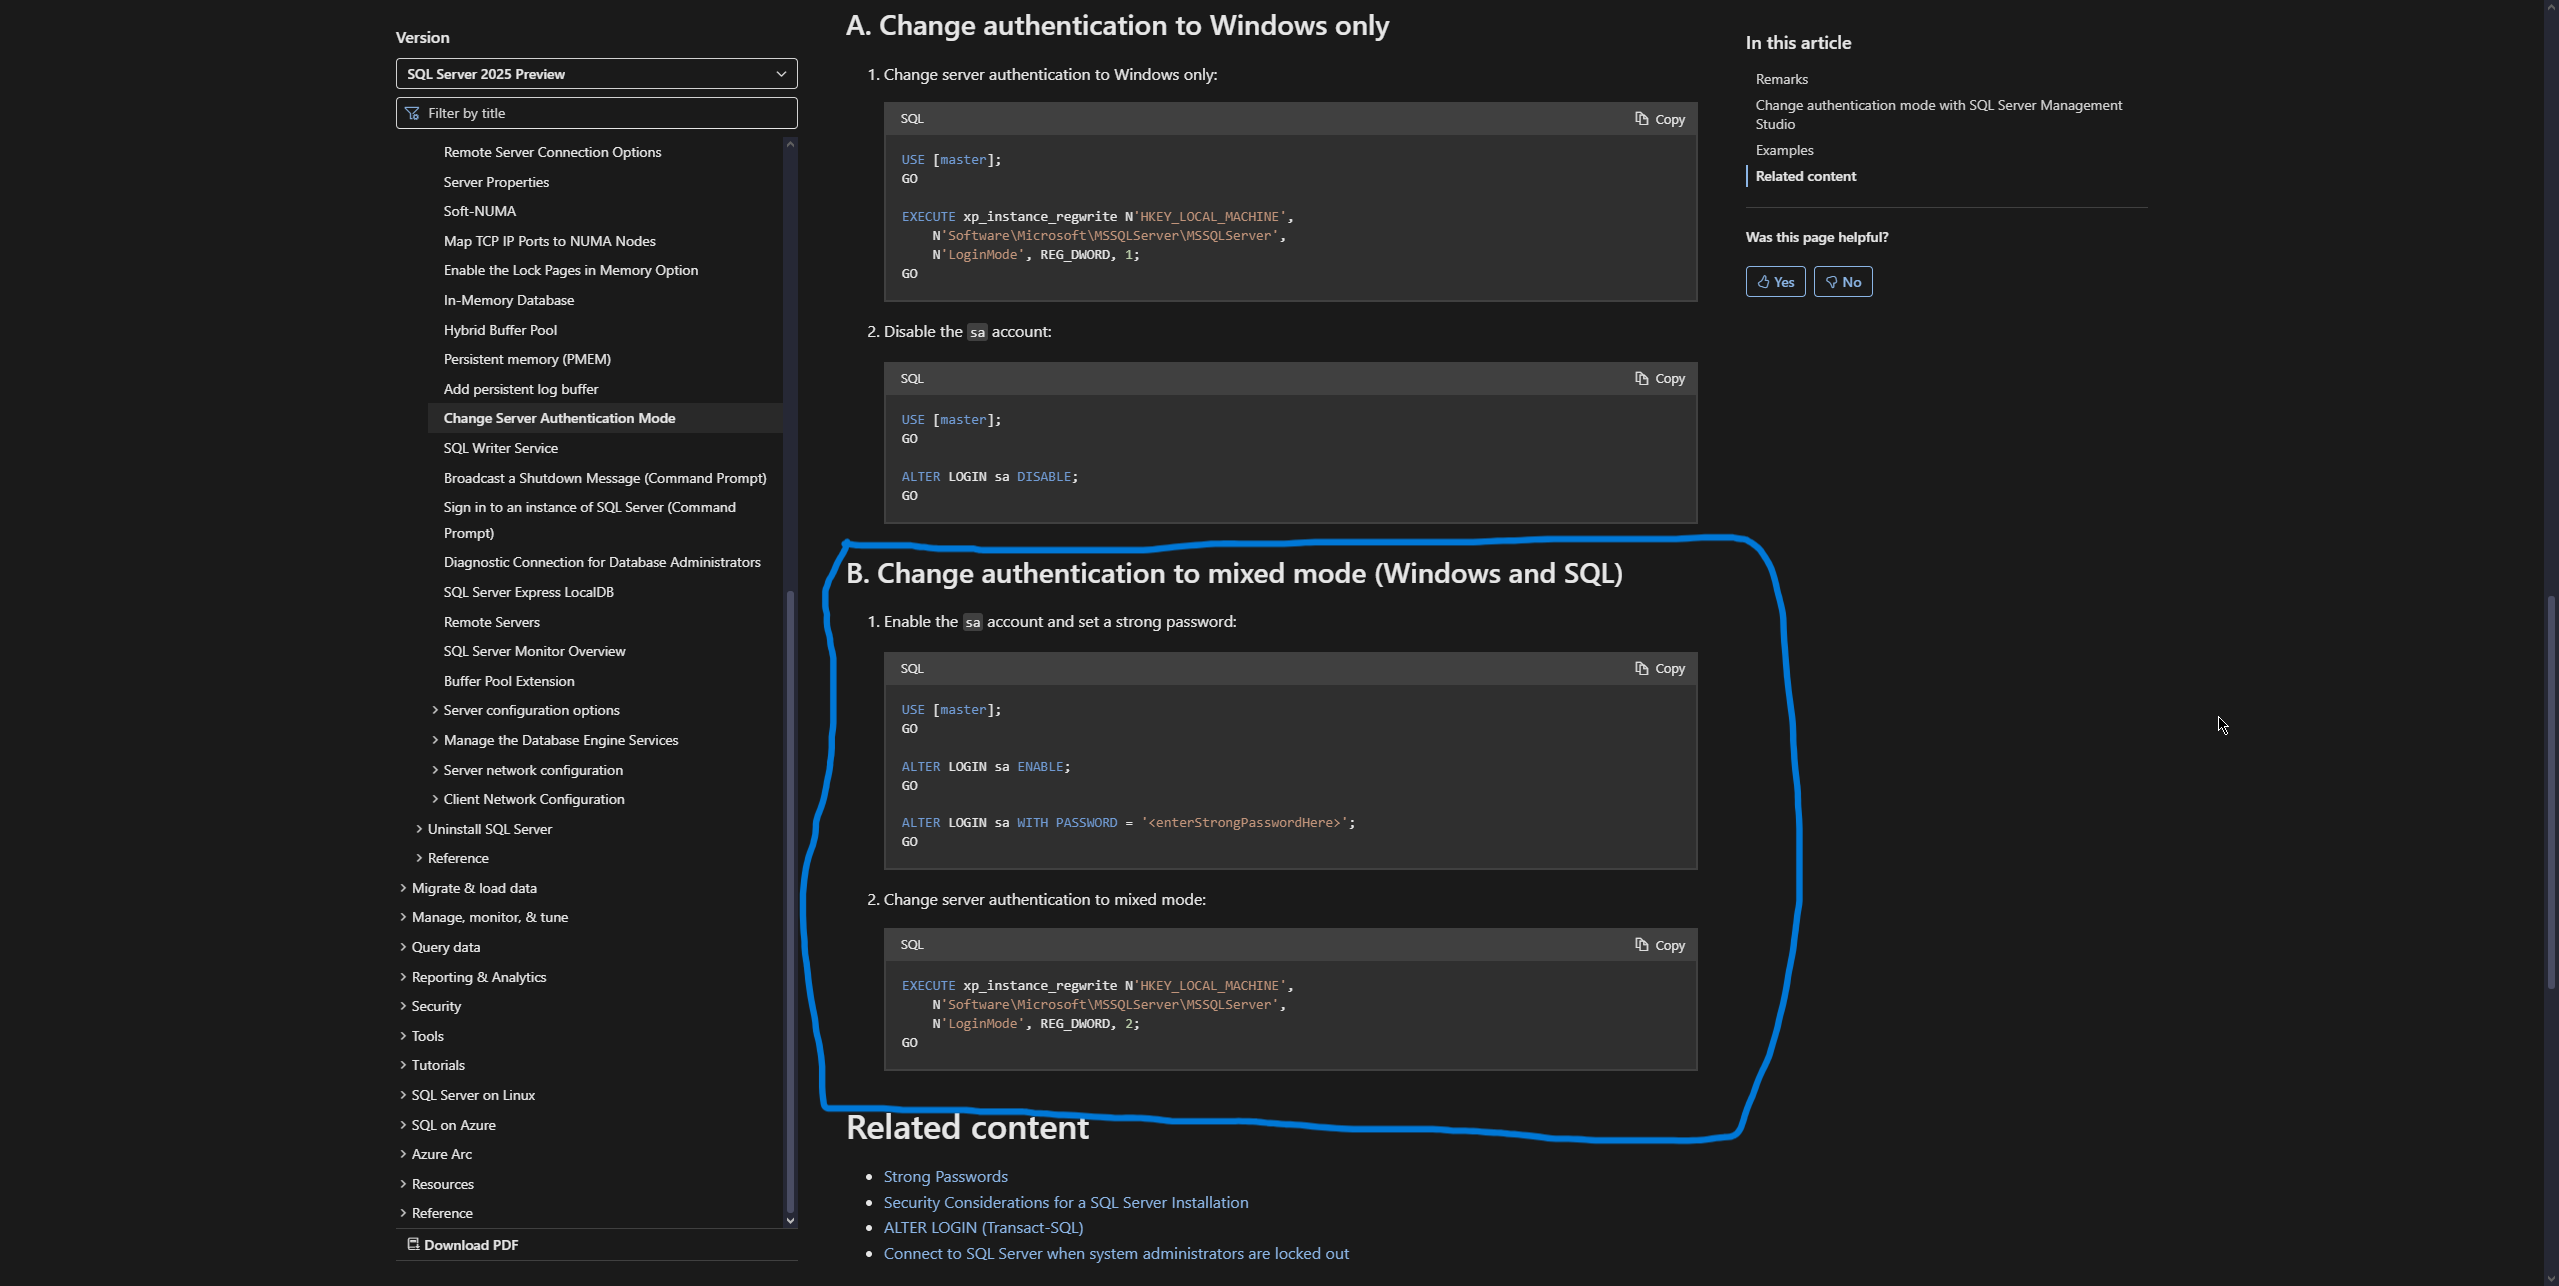 Version
SQL Server 2025 Preview
Filter by title
Remote Server Connection Options
Server Properties
Soft-NUMA
Map TCP IP Ports to NUMA Nodes
Enable the Lock Pages in Memory Option
In-Memory Database
Hybrid Buffer Pool
Persistent memory (PMEM)
Add persistent log buffer
Change Server Authentication Mode
SQL Writer Service
Broadcast a Shutdown Message (Command Prompt)
Sign in to an instance of SQL Server (Command
Prompt)
Diagnostic Connection for Database Administrators
SQL Server Express LocalDB
Remote Servers
SQL Server Monitor Overview
Buffer Pool Extension
Server configuration options
Manage the Database Engine Services
Server network configuration
Client Network Configuration
Uninstall SQL Server
Reference
Migrate & load data
Manage, monitor, & tune
Query data
Reporting & Analytics
Security
Tools
Tutorials
SQL Server on Linux
SQL on Azure
Azure Arc
Resources
Reference
Download PDF
A. Change authentication to Windows only
1. Change server authentication to Windows only:
SQL
Copy
USE [master];
GO
EXECUTE xp_instance_regwrite N'HKEY_LOCAL_MACHINE',
N'Software\Microsoft\MSSQLServer\MSSQLServer',
N'LoginMode', REG_DWORD, 1;
GO
2. Disable the sa account:
SQL
Copy
USE [master];
GO
ALTER LOGIN sa DISABLE;
GO
B. Change authentication to mixed mode (Windows and SQL)
1. Enable the sa account and set a strong password:
SQL
Copy
USE [master];
GO
ALTER LOGIN sa ENABLE;
GO
ALTER LOGIN sa WITH PASSWORD = '<enterStrongPasswordHere>';
GO
2. Change server authentication to mixed mode:
SQL
Copy
EXECUTE xp_instance_regwrite N'HKEY_LOCAL_MACHINE',
N'Software\Microsoft\MSSQLServer\MSSQLServer',
N'LoginMode', REG_DWORD, 2;
GO
Related content
• Strong Passwords
• Security Considerations for a SQL Server Installation
• ALTER LOGIN (Transact-SQL)
• Connect to SQL Server when system administrators are locked out
In this article
Remarks
Change authentication mode with SQL Server Management
Studio
Examples
Related content
Was this page helpful?
Yes
No